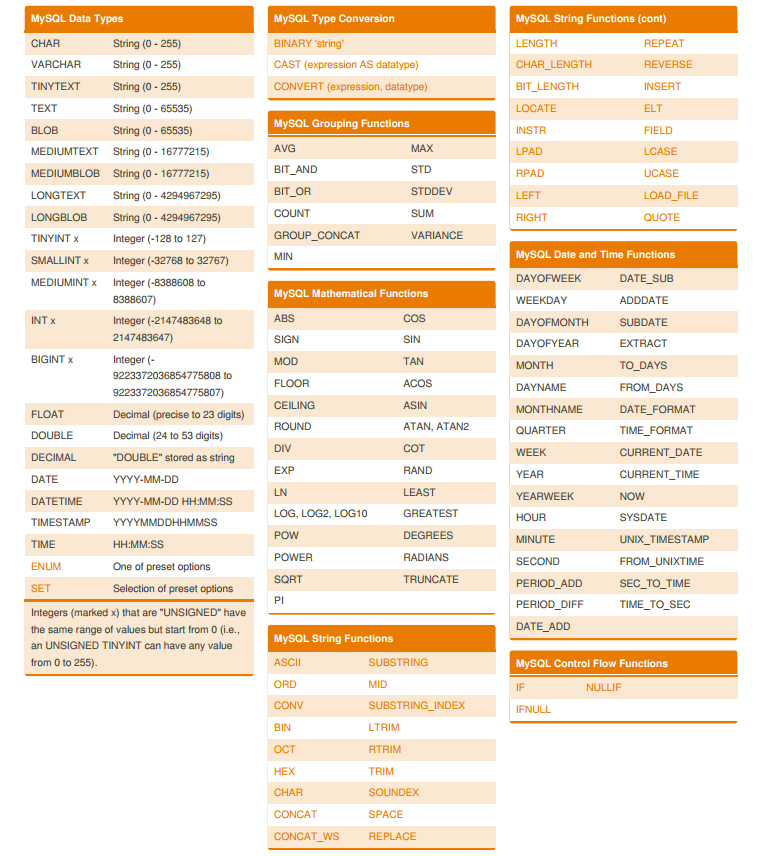 MySQL Data Types
CHAR String (0 - 255)
VARCHAR String (0 - 255)
TINYTEXT String (0 - 255)
TEXT String (0 - 65535)
BLOB String (0 - 65535)
MEDIUMTEXT String (0 - 16777215)
MEDIUMBLOB String (0 - 16777215)
LONGTEXT String (0 - 4294967295)
LONGBLOB String (0 - 4294967295)
TINYINT x Integer (-128 to 127)
SMALLINT x Integer (-32768 to 32767)
MEDIUMINT x Integer (-8388608 to
8388607)
INT x Integer (-2147483648 to
2147483647)
BIGINT x Integer (-
9223372036854775808 to
9223372036854775807)
FLOAT Decimal (precise to 23 digits)
DOUBLE Decimal (24 to 53 digits)
DECIMAL "DOUBLE" stored as string
DATE YYYY-MM-DD
DATETIME YYYY-MM-DD HH:MM:SS
TIMESTAMP YYYYMMDDHHMMSS
TIME HH:MM:SS
ENUM One of preset options
SET Selection of preset options
Integers (marked x) that are "UNSIGNED" have
the same range of values but start from 0 (i.e.,
an UNSIGNED TINYINT can have any value
from 0 to 255).
MySQL Type Conversion
BINARY 'string'
CAST (expression AS datatype)
CONVERT (expression, datatype)
MySQL Grouping Functions
AVG MAX
BIT_AND STD
BIT_OR STDDEV
COUNT SUM
GROUP_CONCAT VARIANCE
MIN
MySQL Mathematical Functions
ABS COS
SIGN SIN
MOD TAN
FLOOR ACOS
CEILING ASIN
ROUND ATAN, ATAN2
DIV COT
EXP RAND
LN LEAST
LOG, LOG2, LOG10 GREATEST
POW DEGREES
POWER RADIANS
SQRT TRUNCATE
PI
MySQL String Functions
ASCII SUBSTRING
ORD MID
CONV SUBSTRING_INDEX
BIN LTRIM
OCT RTRIM
HEX TRIM
CHAR SOUNDEX
CONCAT SPACE
CONCAT_WS REPLACE
MySQL String Functions (cont)
LENGTH REPEAT
CHAR_LENGTH REVERSE
BIT_LENGTH INSERT
LOCATE ELT
INSTR FIELD
LPAD LCASE
RPAD UCASE
LEFT LOAD_FILE
RIGHT QUOTE
MySQL Date and Time Functions
DAYOFWEEK DATE_SUB
WEEKDAY ADDDATE
DAYOFMONTH SUBDATE
DAYOFYEAR EXTRACT
MONTH TO_DAYS
DAYNAME FROM_DAYS
MONTHNAME DATE_FORMAT
QUARTER TIME_FORMAT
WEEK CURRENT_DATE
YEAR CURRENT_TIME
YEARWEEK NOW
HOUR SYSDATE
MINUTE UNIX_TIMESTAMP
SECOND FROM_UNIXTIME
PERIOD_ADD SEC_TO_TIME
PERIOD_DIFF TIME_TO_SEC
DATE_ADD
MySQL Control Flow Functions
IF NULLIF
IFNULL